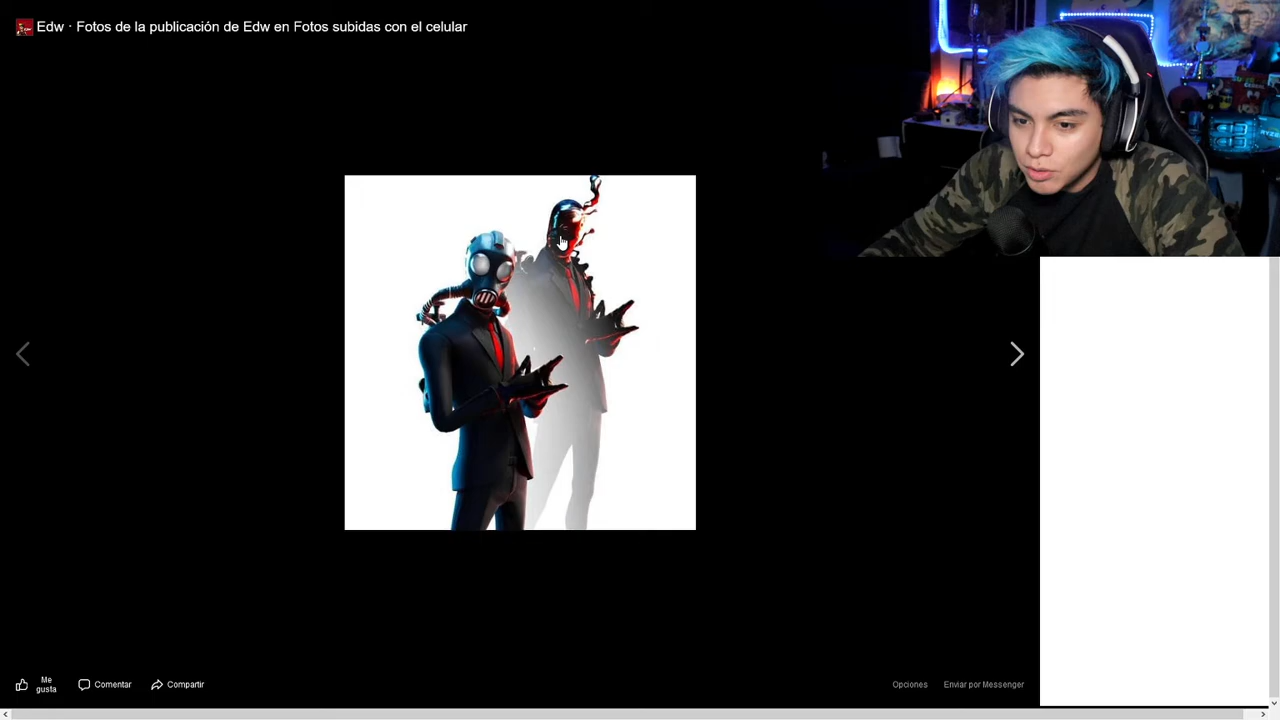 Edw · Fotos de la publicación de Edw en Fotos subidas con el celular
Me gusta
Comentar
Compartir
Opciones
Enviar por Messenger